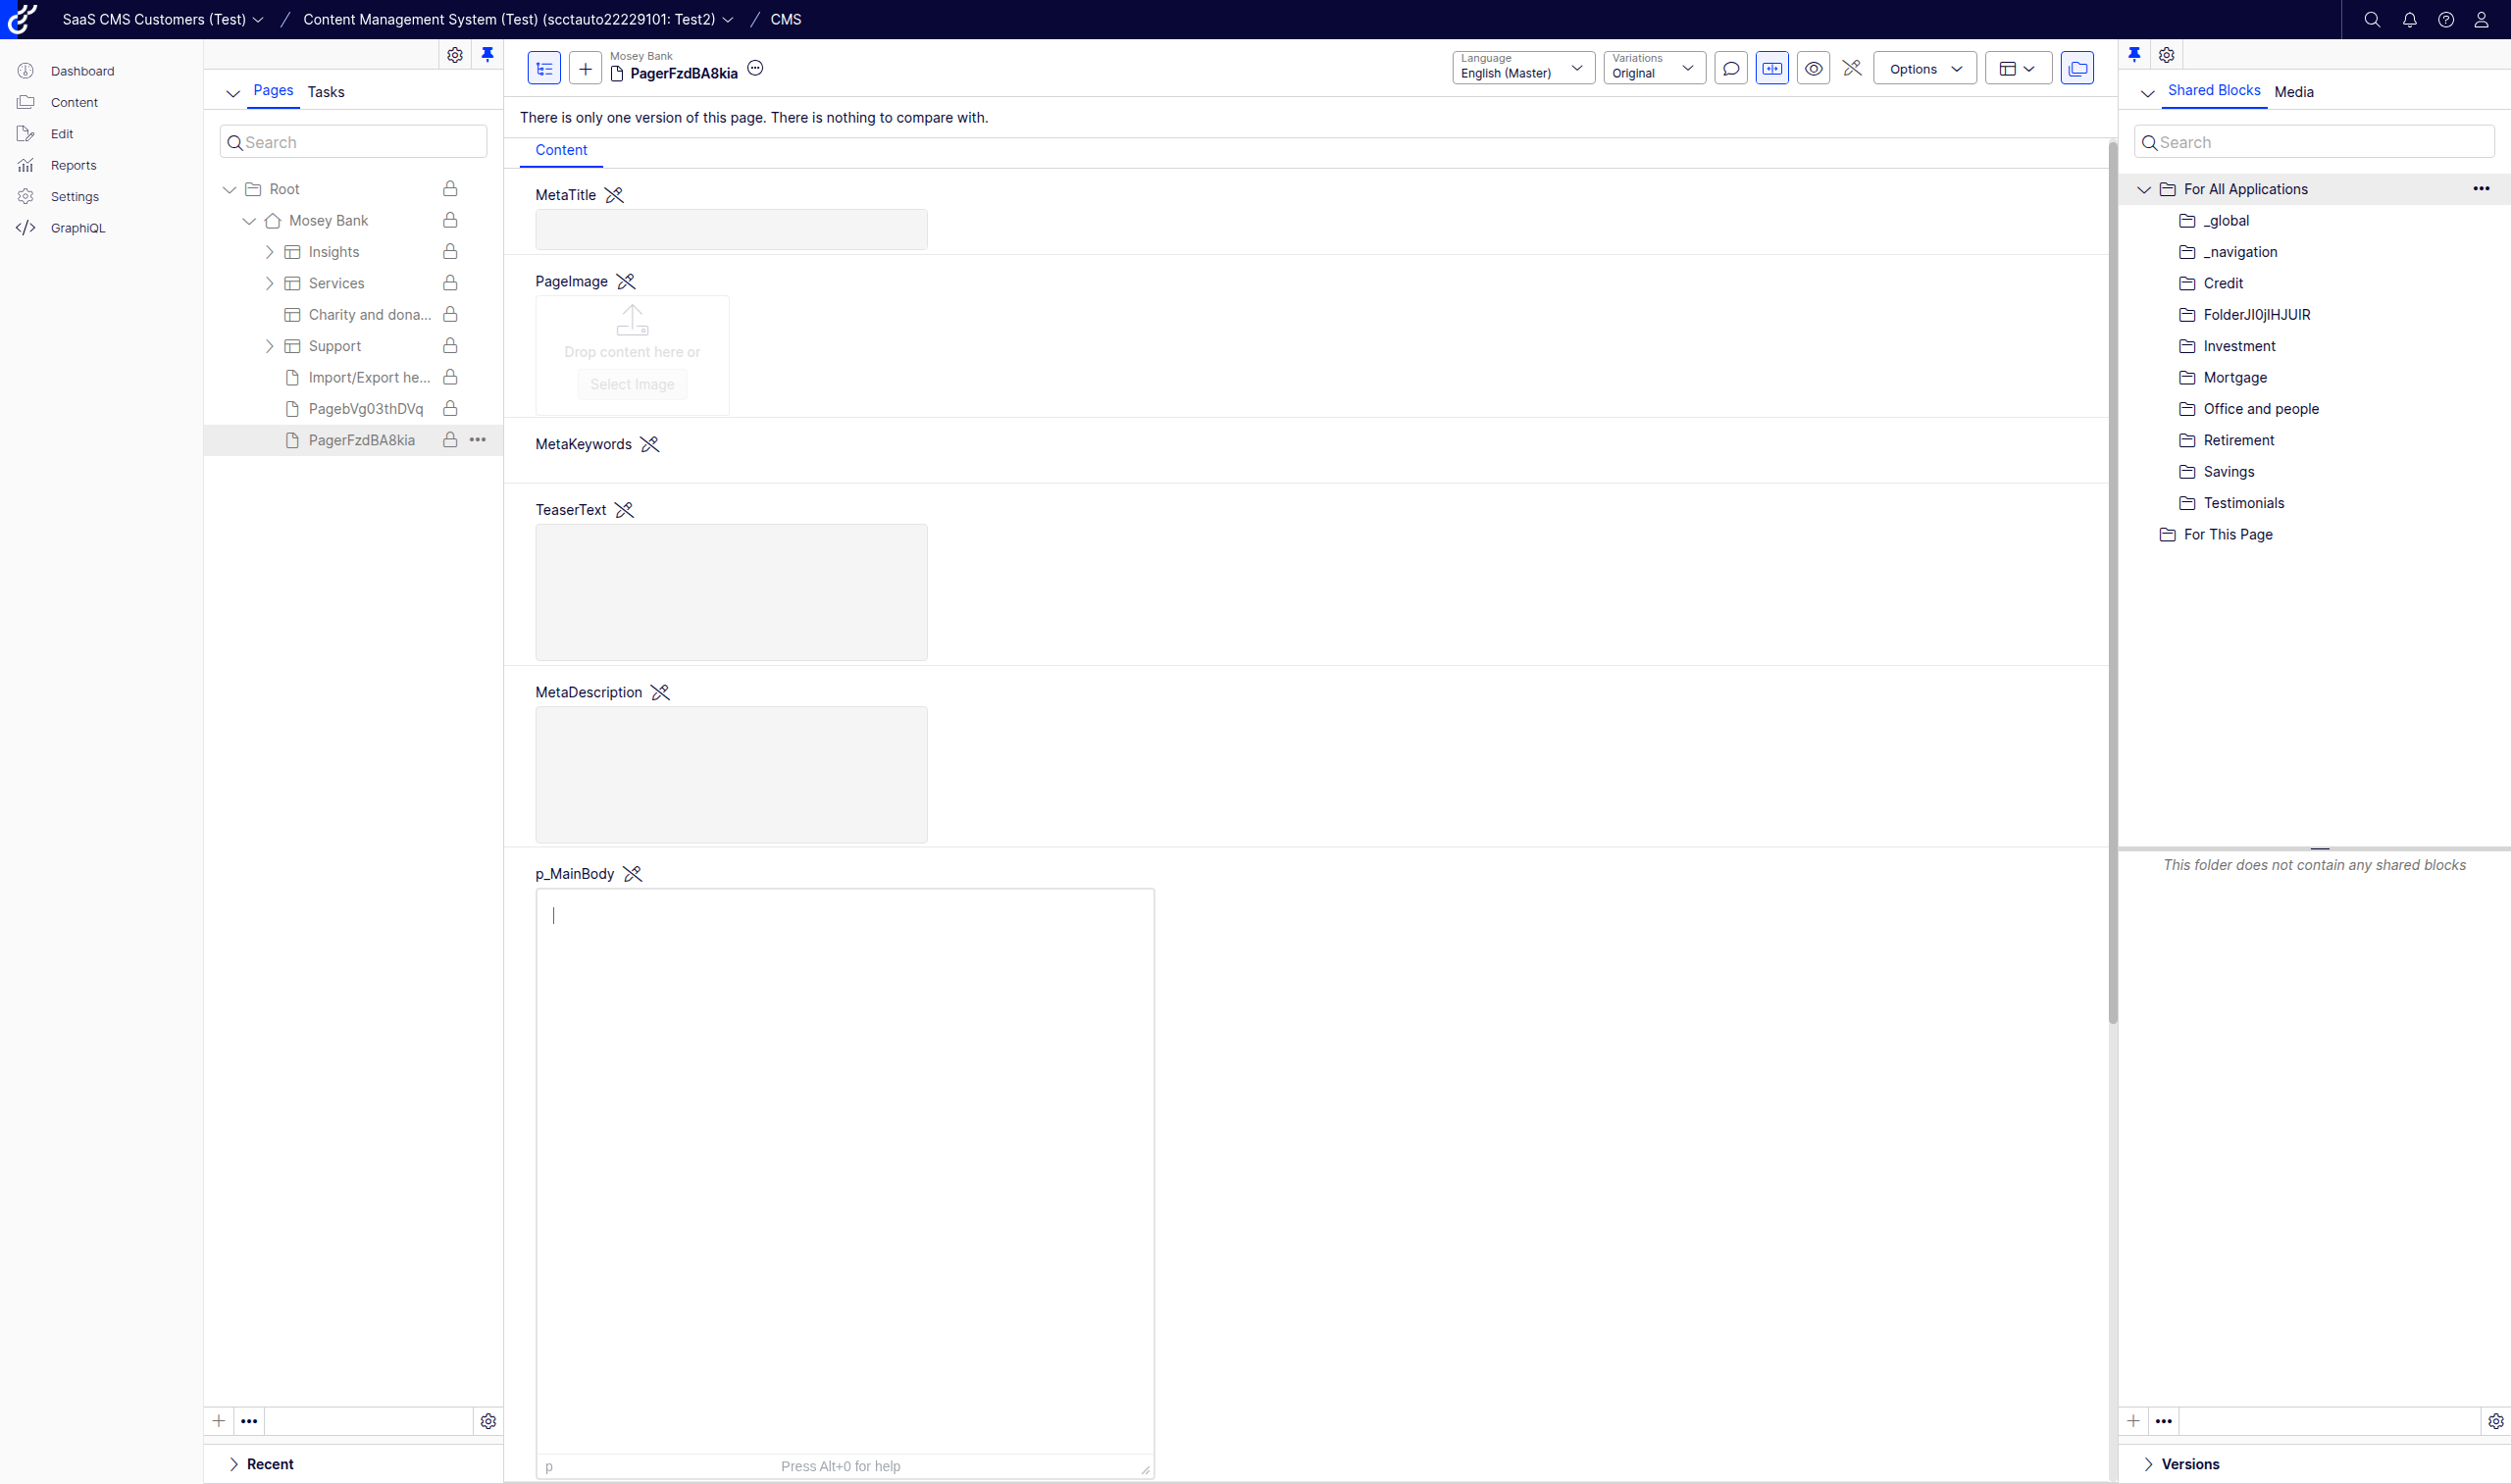 SaaS CMS Customers (Test) / Content Management System (Test) (scctauto22229101: Test2) / CMS
Dashboard
Content
Edit
Reports
Settings
GraphiQL
Pages Tasks
Search
Root
Mosey Bank
Insights
Services
Charity and dona...
Support
Import/Export he...
PagebVg03thDVq
PagerFzdBA8kia
Recent
Mosey Bank
PagerFzdBA8kia
Language
English (Master)
Variations
Original
Options
There is only one version of this page. There is nothing to compare with.
Content
MetaTitle
PageImage
Drop content here or
Select Image
MetaKeywords
TeaserText
MetaDescription
p_MainBody
p Press Alt+0 for help
Shared Blocks Media
Search
For All Applications
_global
_navigation
Credit
FolderJI0jIHJUIR
Investment
Mortgage
Office and people
Retirement
Savings
Testimonials
For This Page
This folder does not contain any shared blocks
Versions